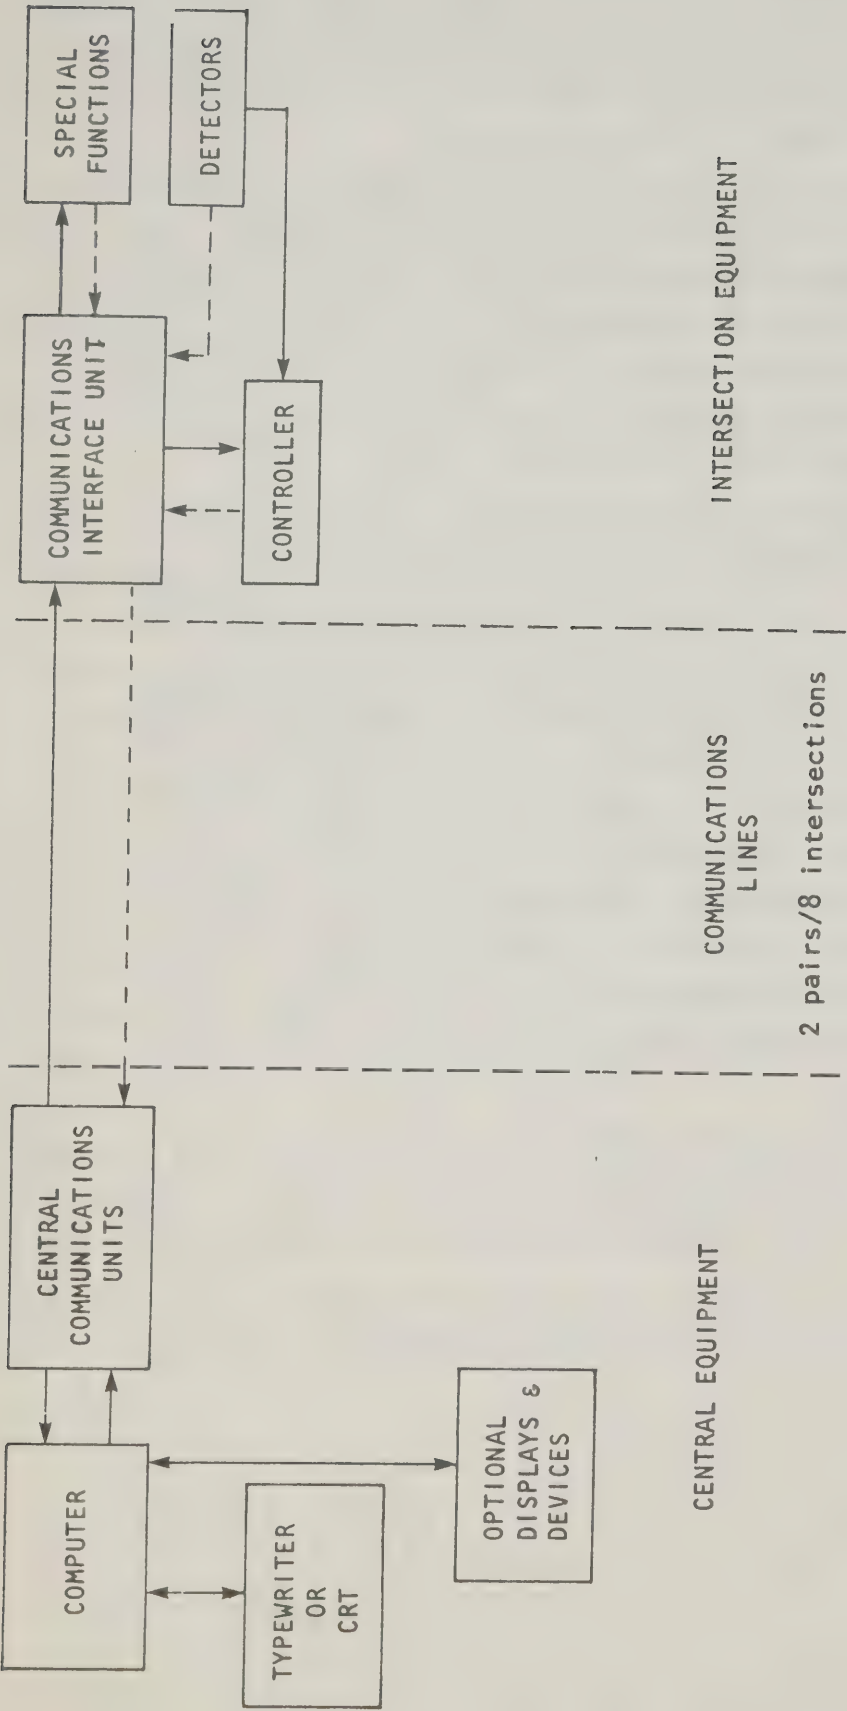 COMPUTER
CENTRAL
COMMUNICATIONS
UNITS
TYPEWRITER
OR
CRT
OPTIONAL
DISPLAYS &
DEVICES
CENTRAL EQUIPMENT
COMMUNICATIONS
LINES
2 pairs/8 intersections
COMMUNICATIONS
INTERFACE UNIT
SPECIAL
FUNCTIONS
DETECTORS
CONTROLLER
INTERSECTION EQUIPMENT